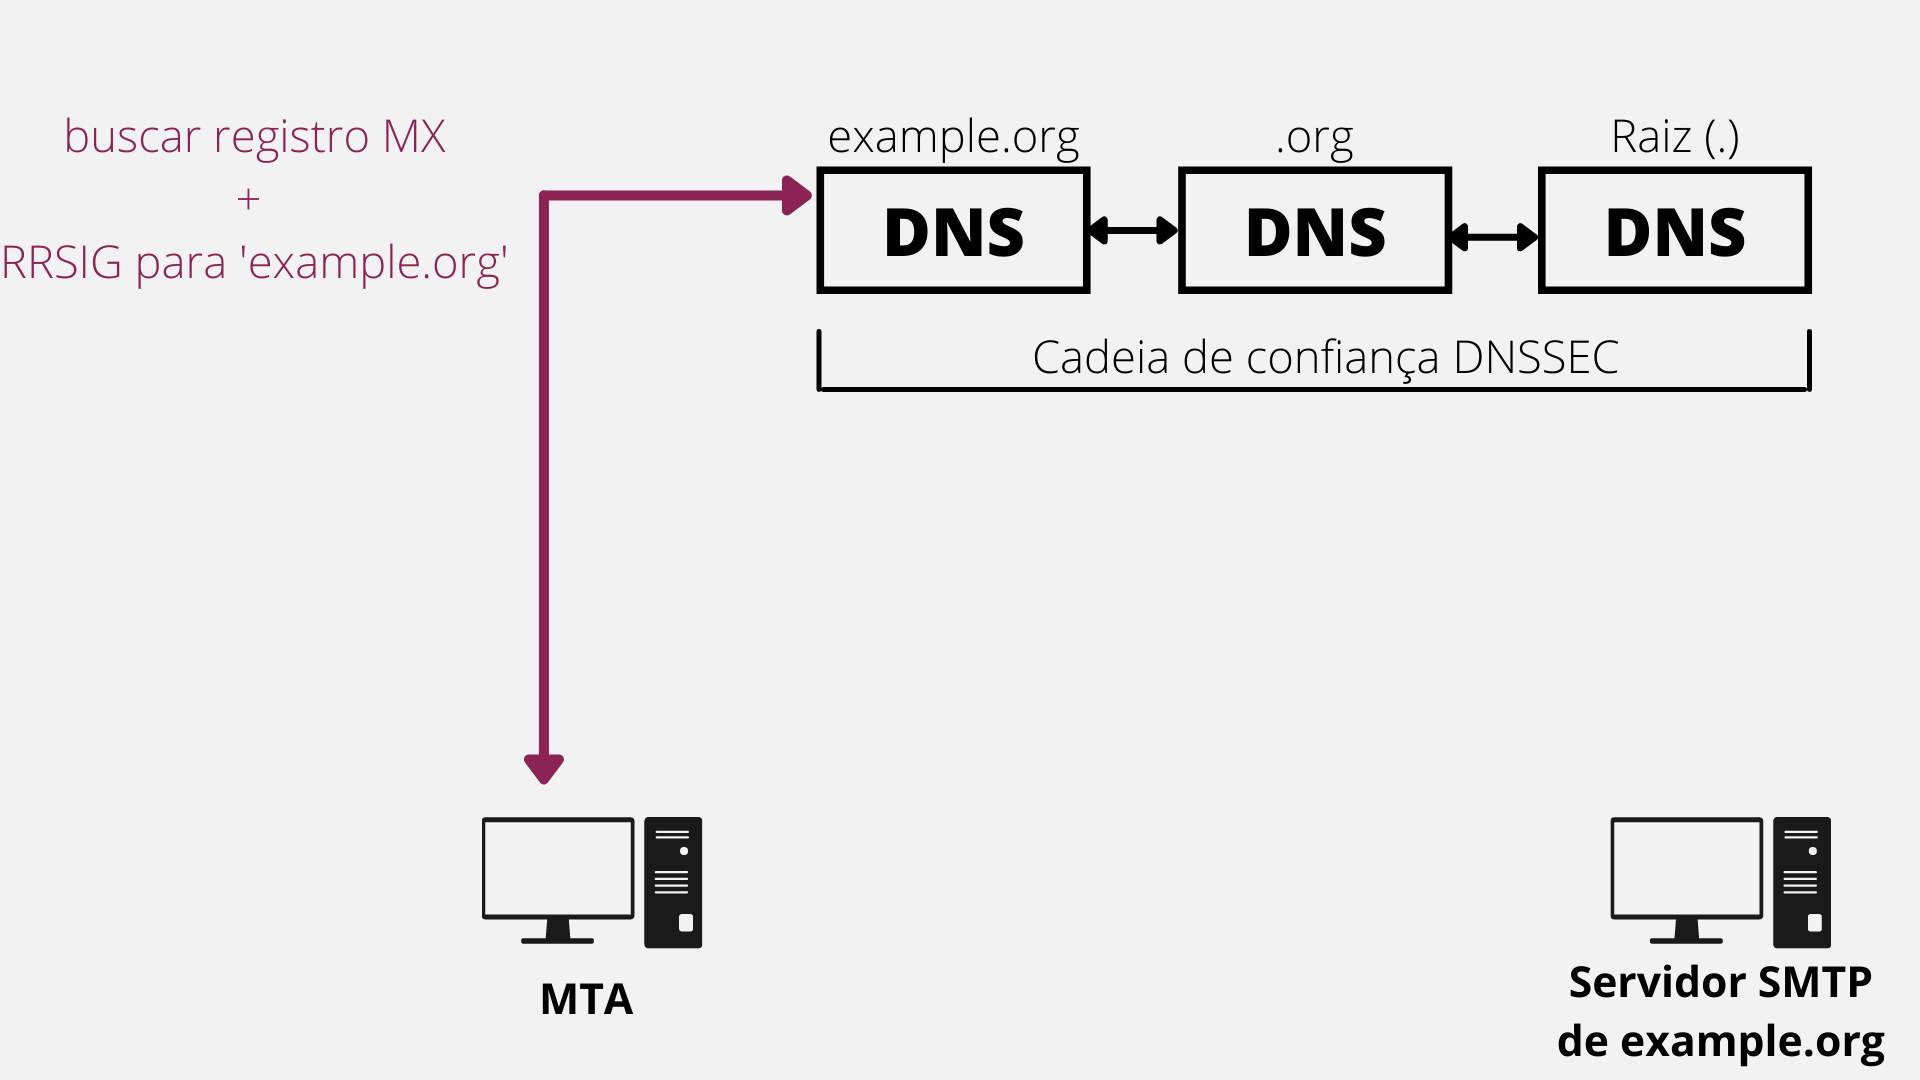 buscar registro MX
+
RRSIG para 'example.org'
example.org
.org
Raiz (.)
DNS
DNS
DNS
Cadeia de confiança DNSSEC
MTA
Servidor SMTP
de example.org